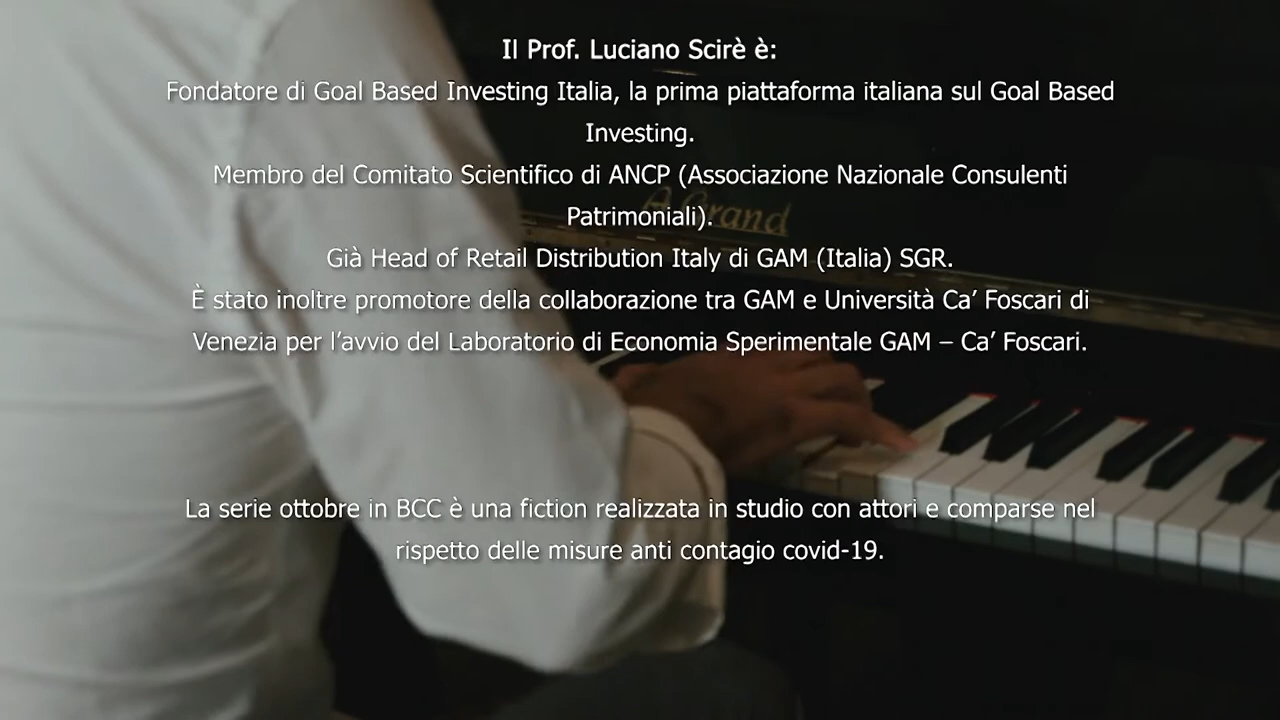 Il Prof. Luciano Scirè è:
Fondatore di Goal Based Investing Italia, la prima piattaforma italiana sul Goal Based
Investing.
Membro del Comitato Scientifico di ANCP (Associazione Nazionale Consulenti
Patrimoniali).
Grand
Già Head of Retail Distribution Italy di GAM (Italia) SGR.
È stato inoltre promotore della collaborazione tra GAM e Università Ca’ Foscari di
Venezia per l’avvio del Laboratorio di Economia Sperimentale GAM – Ca’ Foscari.
La serie ottobre in BCC è una fiction realizzata in studio con attori e comparse nel
rispetto delle misure anti contagio covid-19.